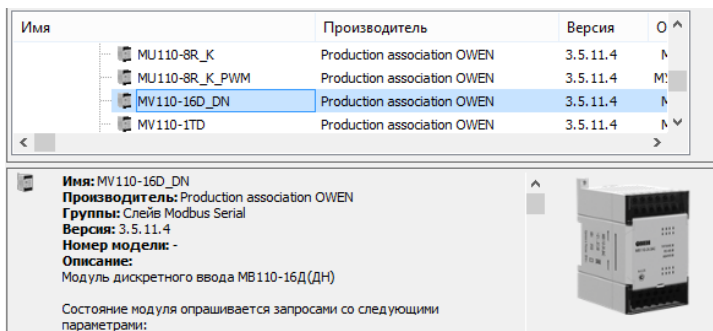 Имя Производитель Версия О
MU110-8R_K Production association OWEN 3.5.11.4
MU110-8R_K_PWM Production association OWEN 3.5.11.4
MV110-16D_DN Production association OWEN 3.5.11.4
MV110-1TD Production association OWEN 3.5.11.4
Имя: MV110-16D_DN
Производитель: Production association OWEN
Группы: Слейв Modbus Serial
Версия: 3.5.11.4
Номер модели: -
Описание:
Модуль дискретного ввода МВ110-16Д(ДН)
Состояние модуля опрашивается запросами со следующими
параметрами: